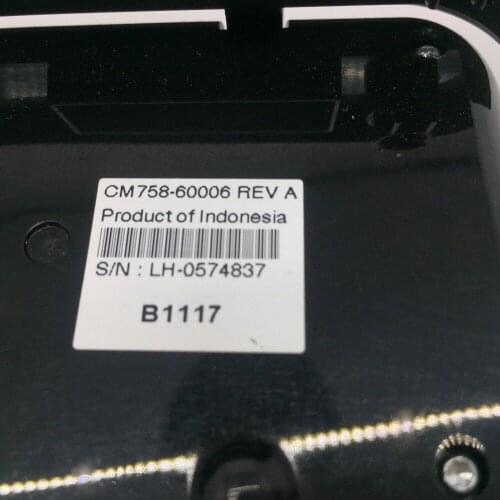 CM758-60006 REV A
Product of Indonesia
S/N : LH-0574837
B1117